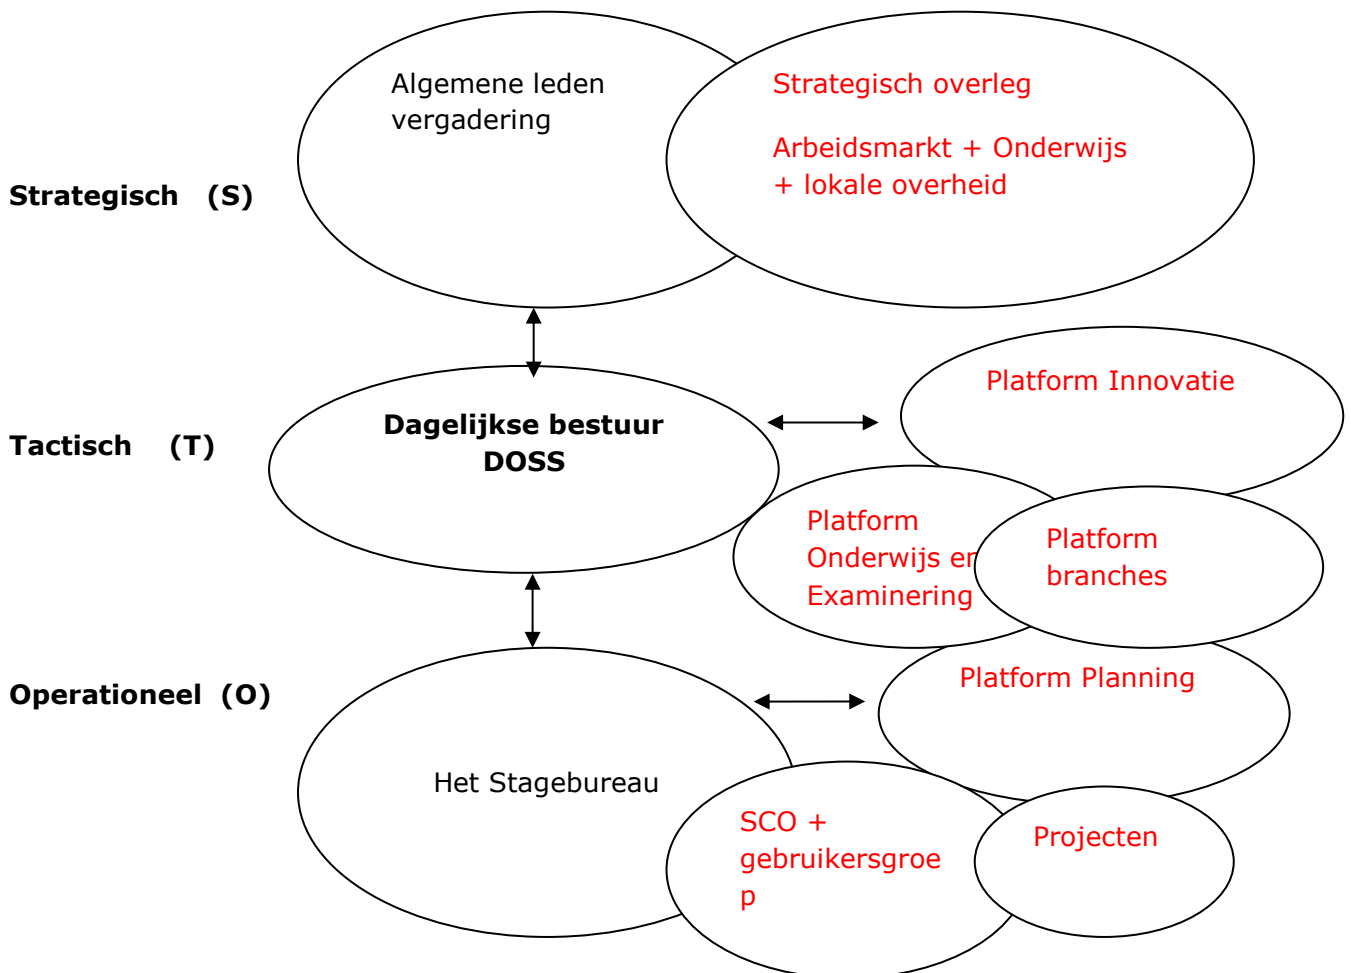 Algemene leden
vergadering
Strategisch overleg
Arbeidsmarkt + Onderwijs
+ lokale overheid
Strategisch (S)
Platform Innovatie
Dagelijkse bestuur
DOSS
Tactisch (T)
Platform
Onderwijs en
Examinering
Platform
branches
Operationeel (O)
Platform Planning
Het Stagebureau
SCO +
gebruikersgroe
p
Projecten